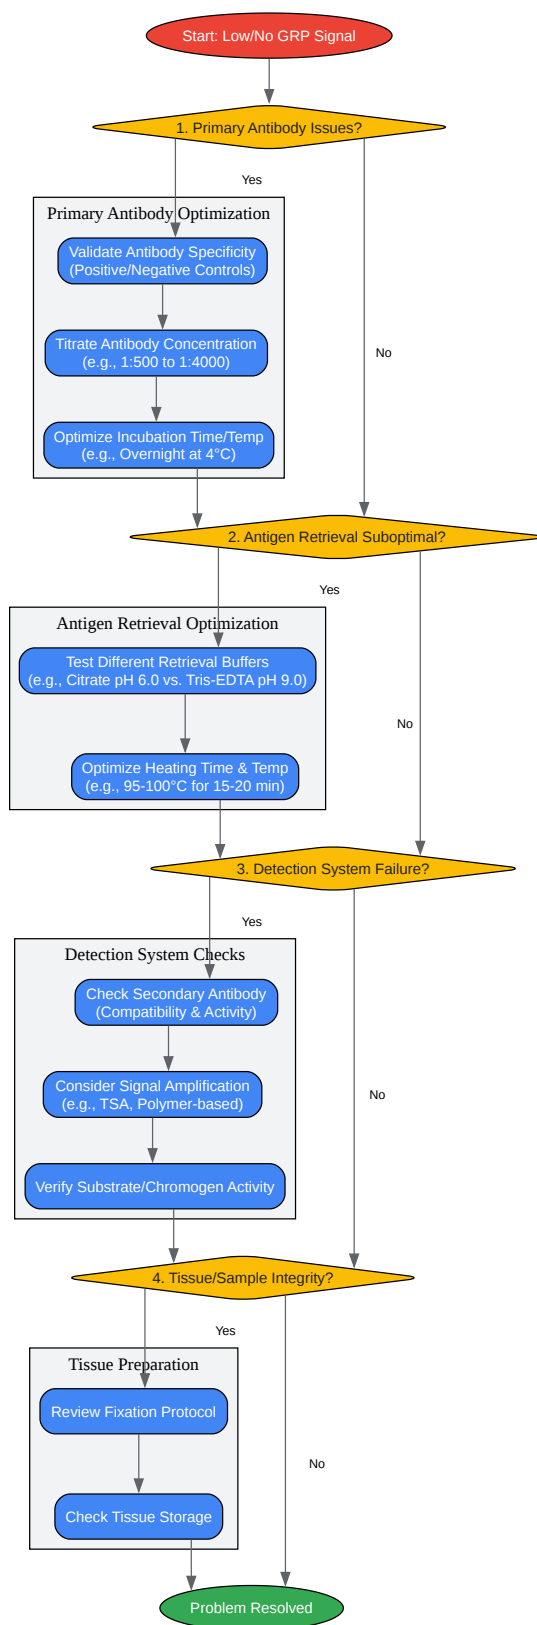 Start: Low/No GRP Signal
1. Primary Antibody Issues?
Yes
Primary Antibody Optimization
Validate Antibody Specificity
(Positive/Negative Controls)
Titrate Antibody Concentration
(e.g., 1:500 to 1:4000)
No
Optimize Incubation Time/Temp
(e.g., Overnight at 4°C)
2. Antigen Retrieval Suboptimal?
Yes
Antigen Retrieval Optimization
Test Different Retrieval Buffers
(e.g., Citrate pH 6.0 vs. Tris-EDTA pH 9.0)
No
Optimize Heating Time & Temp
(e.g., 95-100°C for 15-20 min)
3. Detection System Failure?
Yes
Detection System Checks
Check Secondary Antibody
(Compatibility & Activity)
Consider Signal Amplification
(e.g., TSA, Polymer-based)
No
Verify Substrate/Chromogen Activity
4. Tissue/Sample Integrity?
Yes
Tissue Preparation
Review Fixation Protocol
No
Check Tissue Storage
Problem Resolved